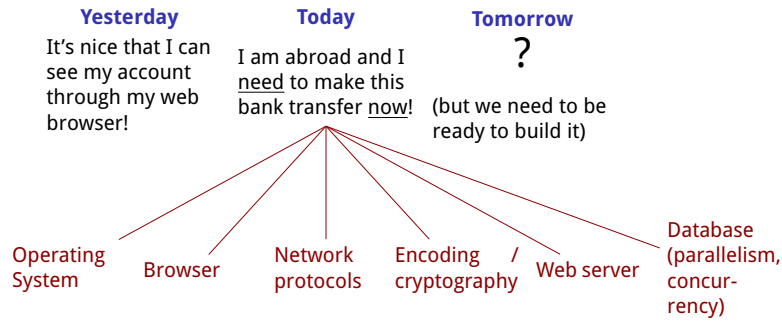 Yesterday
It's nice that I can
see my account
through my web
browser!
Today
I am abroad and I
need to make this
bank transfer now!
Tomorrow
?
(but we need to be
ready to build it)
Operating
System
Browser
Network
protocols
Encoding /
cryptography
Web server
Database
(parallelism,
concur-
rency)